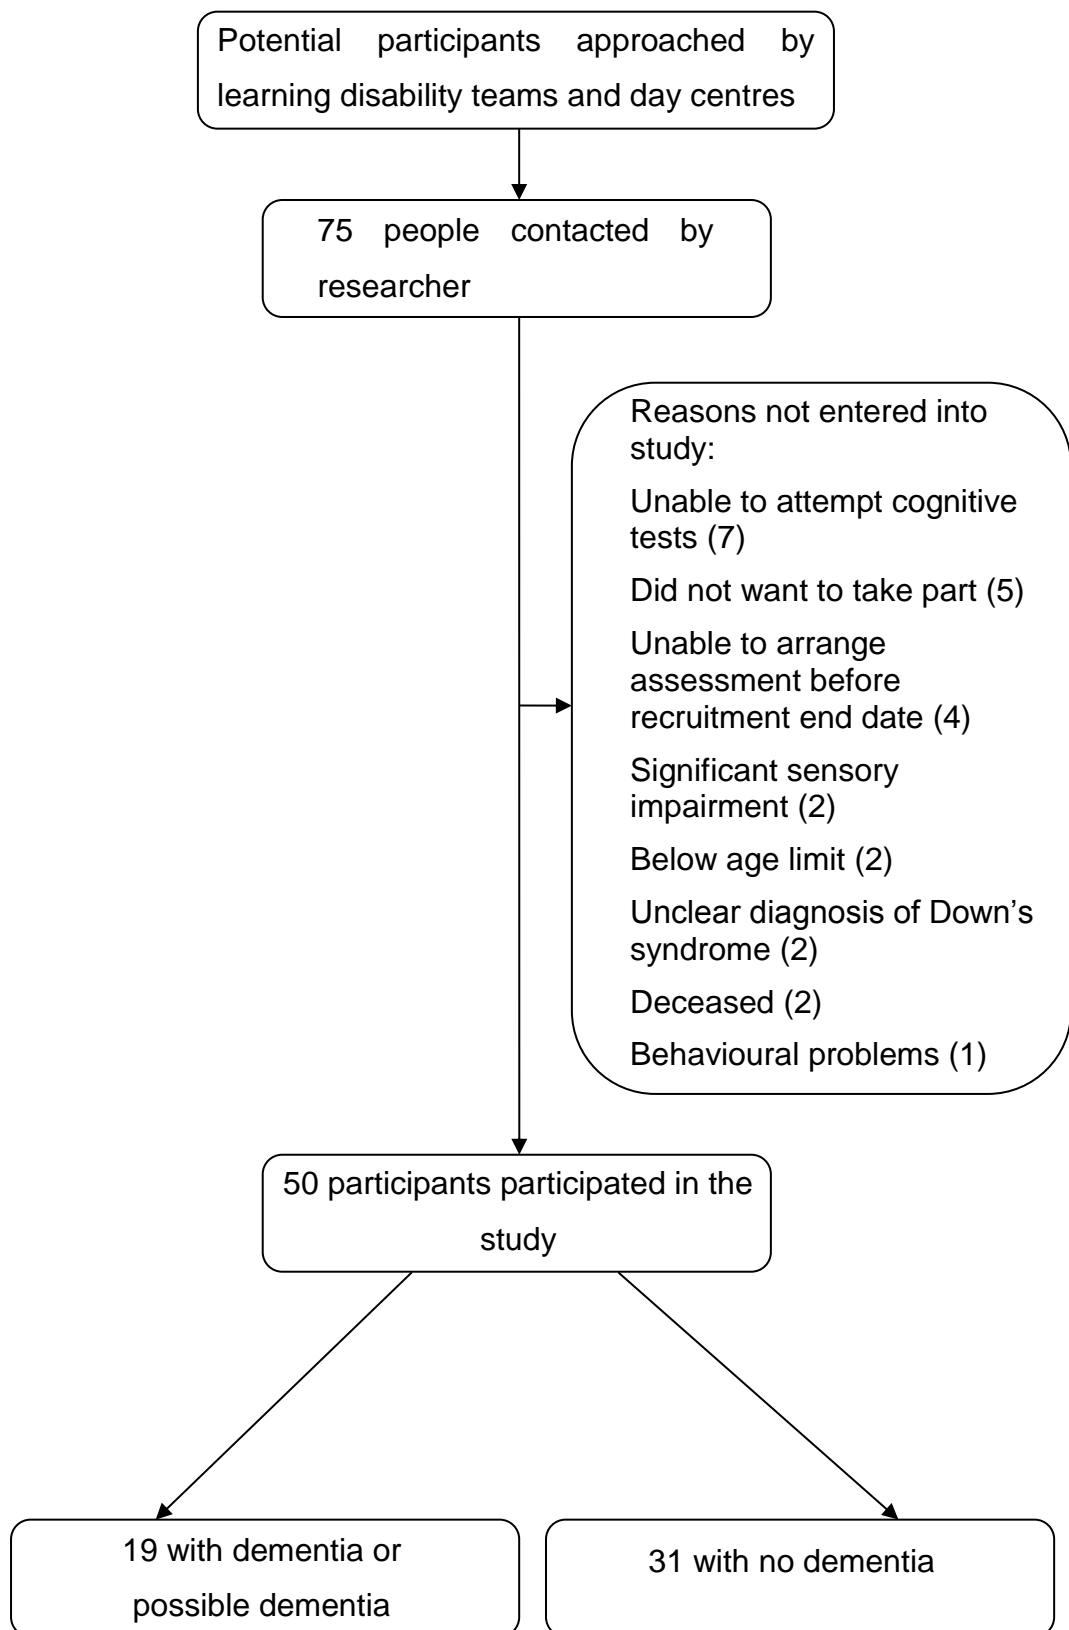 Potential participants approached by
learning disability teams and day centres
75 people contacted by
researcher
Reasons not entered into
study:
Unable to attempt cognitive
tests (7)
Did not want to take part (5)
Unable to arrange
assessment before
recruitment end date (4)
Significant sensory
impairment (2)
Below age limit (2)
Unclear diagnosis of Down’s
syndrome (2)
Deceased (2)
Behavioural problems (1)
50 participants participated in the
study
19 with dementia or
possible dementia
31 with no dementia